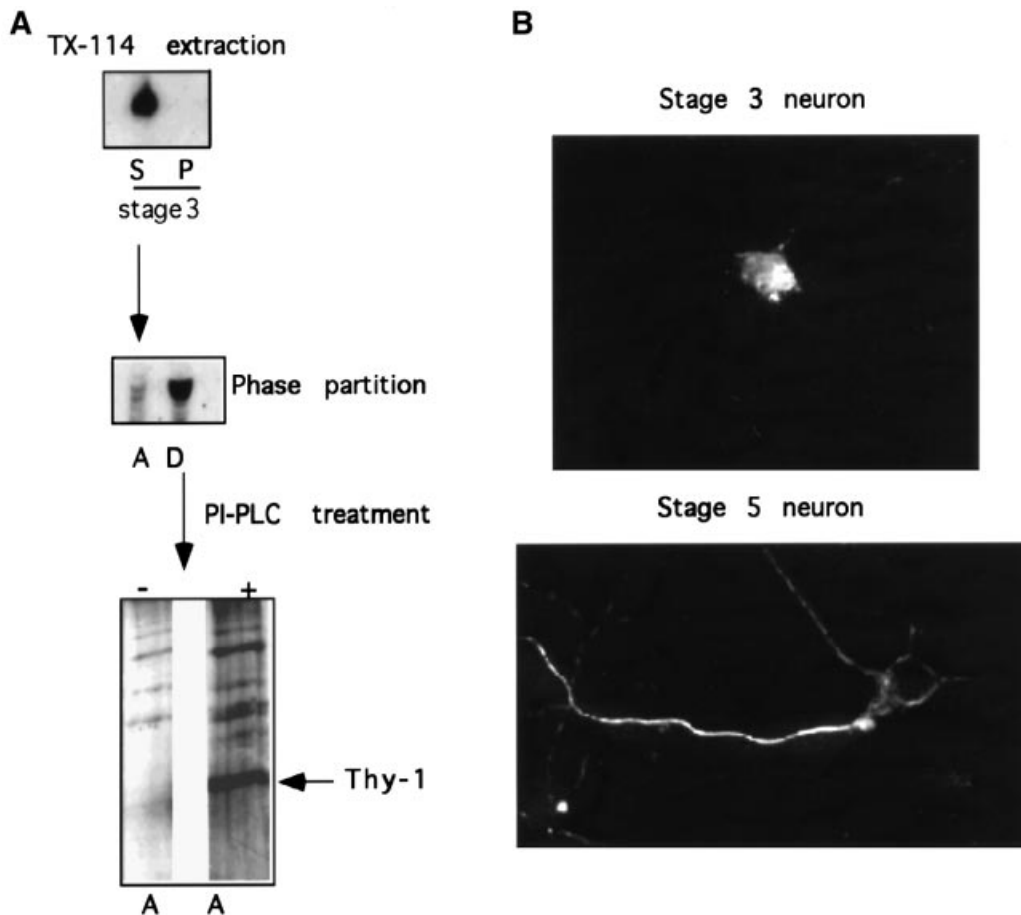 A
TX-114 extraction
S P
stage 3
Phase partition
A D
PI-PLC treatment
- +
Thy-1
A A
B
Stage 3 neuron
Stage 5 neuron